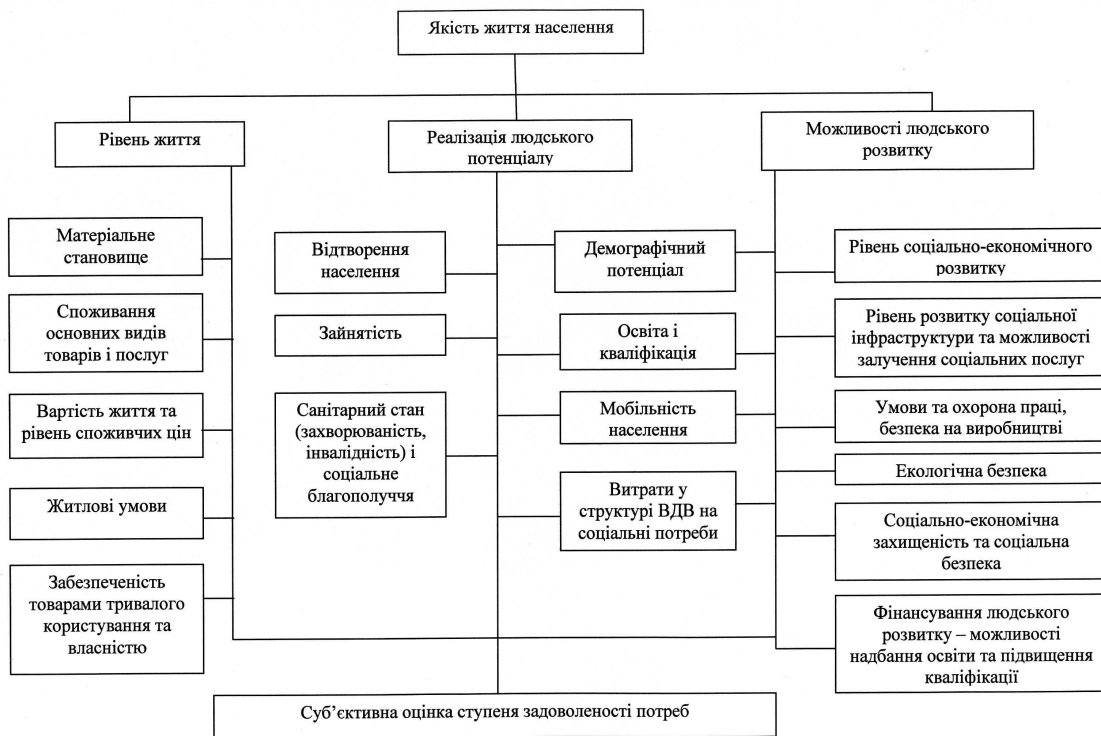 Якість життя населення
Рівень життя
Реалізація людського
потенціалу
Можливості людського
розвитку
Матеріальне
становище
Споживання
основних видів
товарів і послуг
Вартість життя та
рівень споживчих цін
Житлові умови
Забезпеченість
товарами тривалого
користування та
власністю
Відтворення
населення
Зайнятість
Санітарний стан
(захворюваність,
інвалідність) і
соціальне
благополуччя
Демографічний
потенціал
Освіта і
кваліфікація
Мобільність
населення
Витрати у
структурі ВДВ на
соціальні потреби
Рівень соціально-економічного
розвитку
Рівень розвитку соціальної
інфраструктури та можливості
залучення соціальних послуг
Умови та охорона праці,
безпека на виробництві
Екологічна безпека
Соціально-економічна
захищеність та соціальна
безпека
Фінансування людського
розвитку – можливості
надбання освіти та підвищення
кваліфікації
Суб’єктивна оцінка ступеня задоволеності потреб